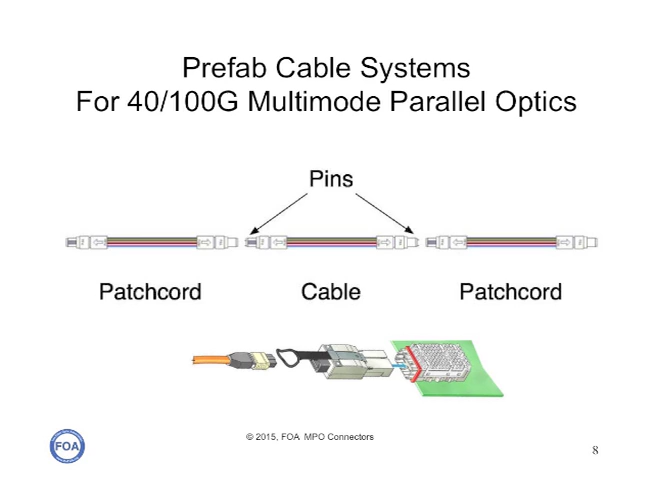 Prefab Cable Systems
For 40/100G Multimode Parallel Optics
Pins
Patchcord Cable Patchcord
© 2015, FOA MPO Connectors
FOA
8